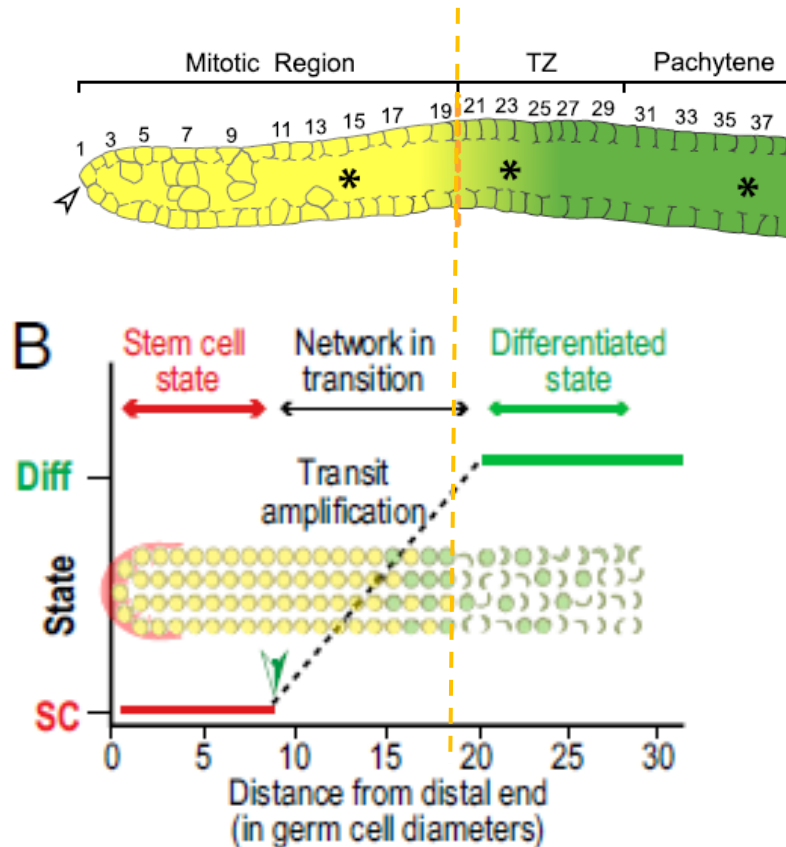 Mitotic Region TZ Pachytene
1 3 5 7 9 11 13 15 17 19 21 23 25 27 29 31 33 35 37
* * *
B
Stem cell state
Network in transition
Differentiated state
Diff
Transit amplification
State
SC
0 5 10 15 20 25 30
Distance from distal end
(in germ cell diameters)